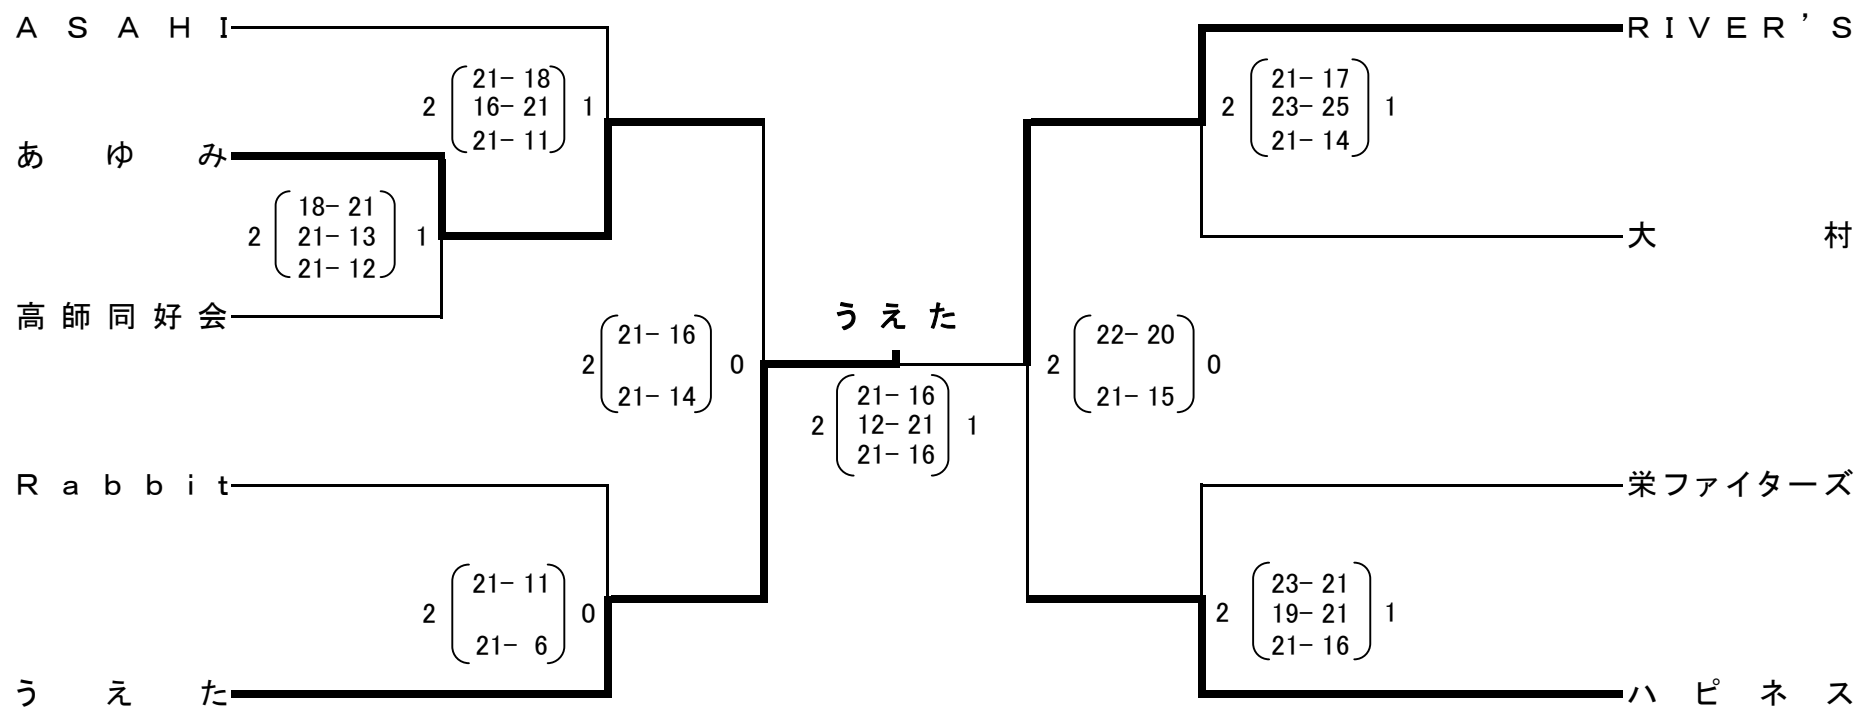 ASAHI
RIVER’S
21- 18
2 16- 21 1
21- 11
21- 17
2 23- 25 1
21- 14
あゆみ
18- 21
2 21- 13 1
21- 12
大村
高師同好会
うえた
21- 16
2 0
21- 14
22- 20
2 0
21- 15
21- 16
2 12- 21 1
21- 16
Rabbit
栄ファイターズ
21- 11
2 0
21- 6
23- 21
2 19- 21 1
21- 16
うえた
ハピネス